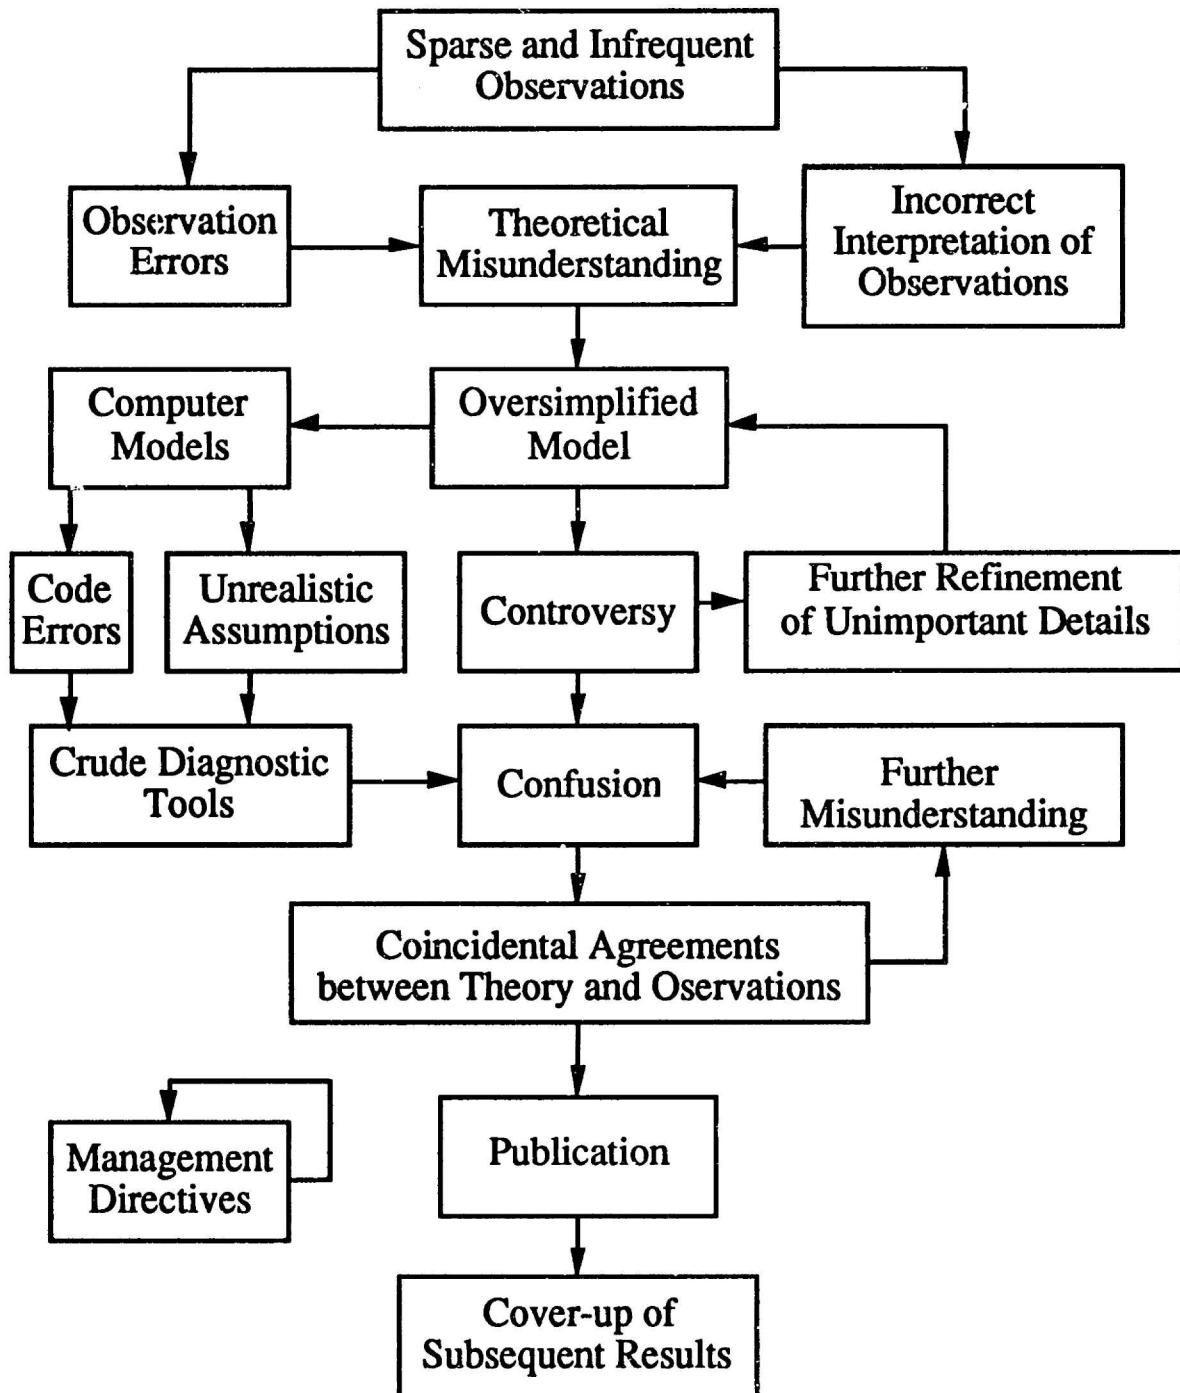 Sparse and Infrequent
Observations
Observation
Errors
Theoretical
Misunderstanding
Incorrect
Interpretation of
Observations
Computer
Models
Oversimplified
Model
Code
Errors
Unrealistic
Assumptions
Controversy
Further Refinement
of Unimportant Details
Crude Diagnostic
Tools
Confusion
Further
Misunderstanding
Coincidental Agreements
between Theory and Oservations
Management
Directives
Publication
Cover-up of
Subsequent Results